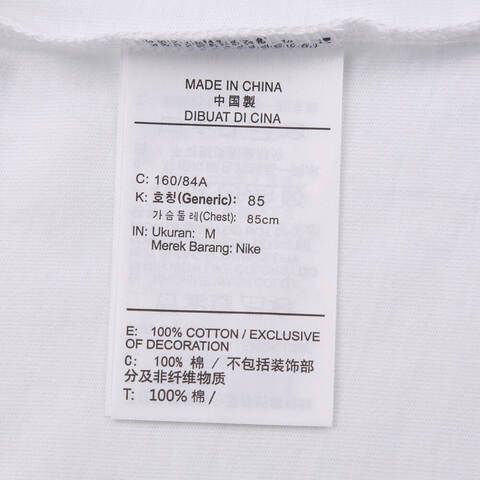 MADE IN CHINA
中国製
DIBUAT DI CINA
C: 160/84A
K: 호칭(Generic): 85
가슴둘레(Chest): 85cm
IN: Ukuran: M
Merek Barang: Nike
E: 100% COTTON / EXCLUSIVE
OF DECORATION
C: 100% 棉 / 不包括装饰部
分及非纤维物质
T: 100% 棉 /